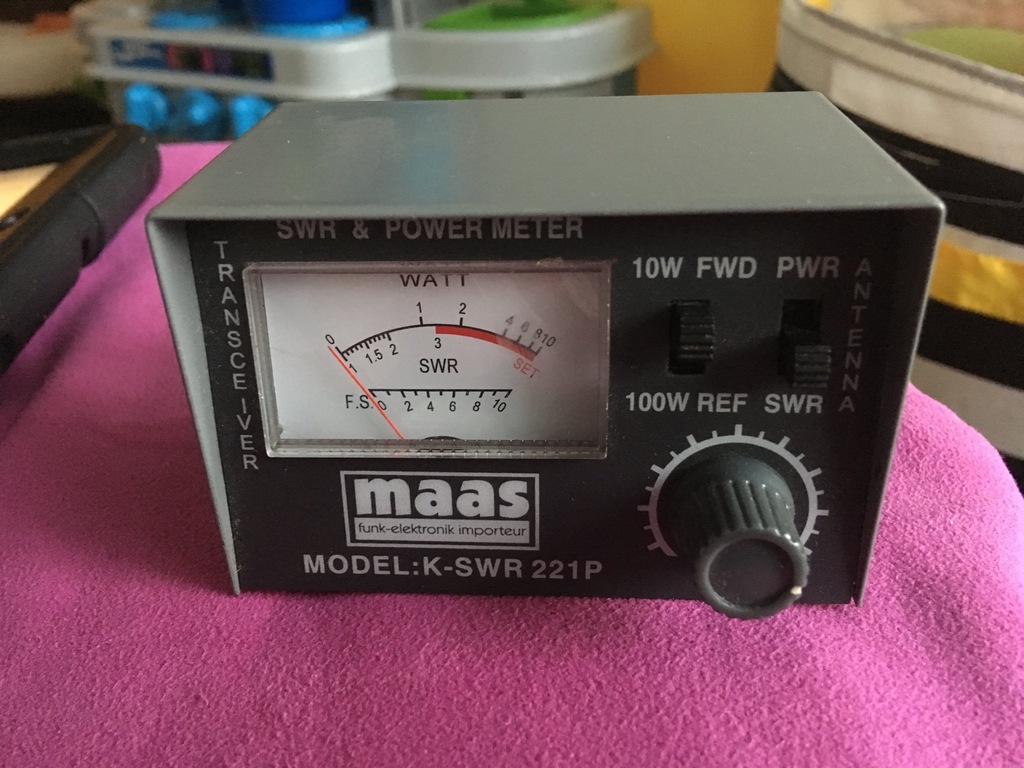 SWR & POWER METER
TRANSCEIVER
WATT
0 1 2 4 6 8 10
1 1.5 2 3 SET
SWR
F.S. 0 2 4 6 8 10
10W FWD PWR
100W REF SWR
ANTENNA
maas
funk-elektronik importeur
MODEL:K-SWR 221P